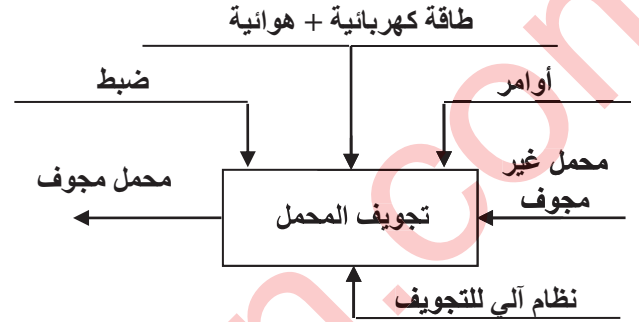 طاقة كهربائية + هوائية
أوامر
ضبط
محمل غير
مجوف
تجويف المحمل
محمل مجوف
نظام آلي للتجويف